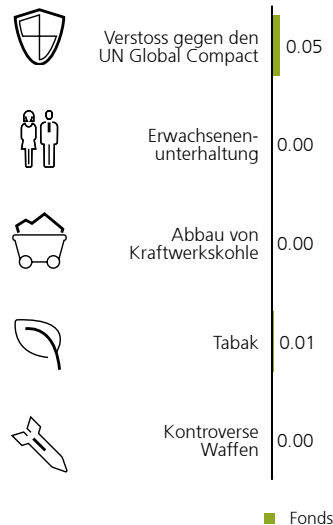 Verstoss gegen den
UN Global Compact
0.05
Erwachsenen-
unterhaltung
0.00
Abbau von
Kraftwerkskohle
0.00
Tabak
0.01
Kontroverse
Waffen
0.00
Fonds